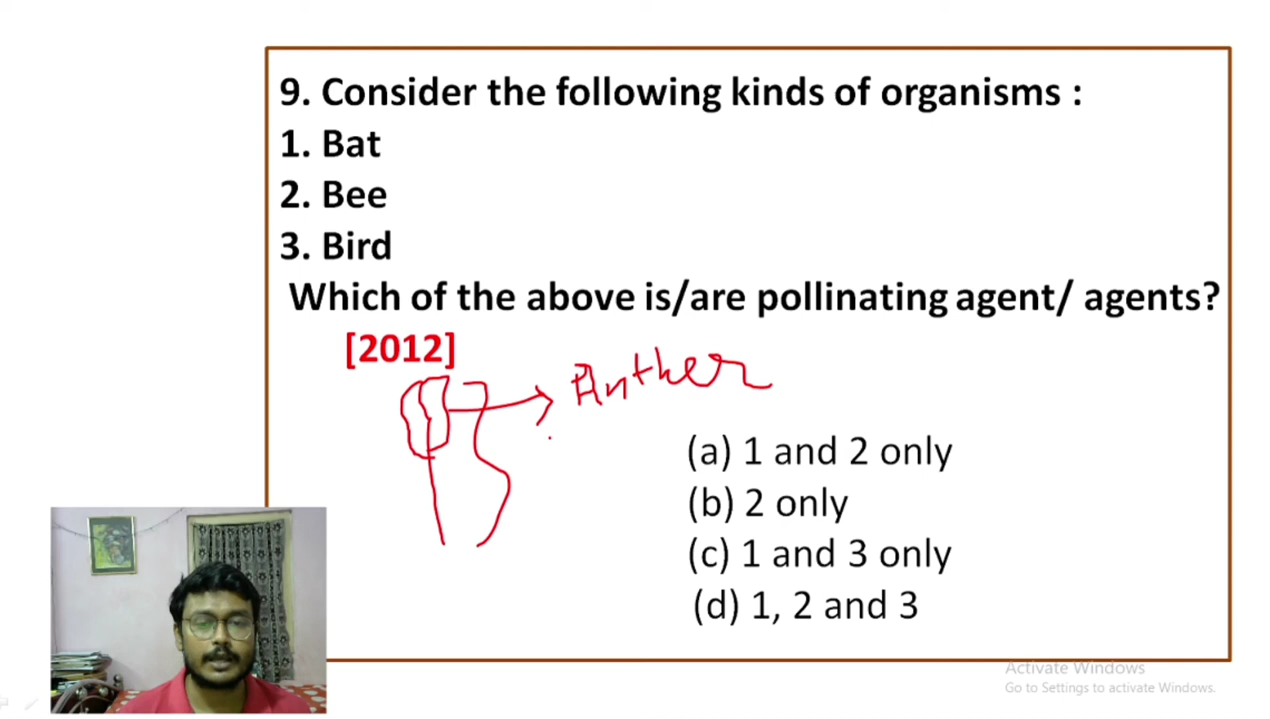 9. Consider the following kinds of organisms :
1. Bat
2. Bee
3. Bird
Which of the above is/are pollinating agent/ agents?
[2012]
Anther
(a) 1 and 2 only
(b) 2 only
(c) 1 and 3 only
(d) 1, 2 and 3
Activate Windows
Go to Settings to activate Windows.